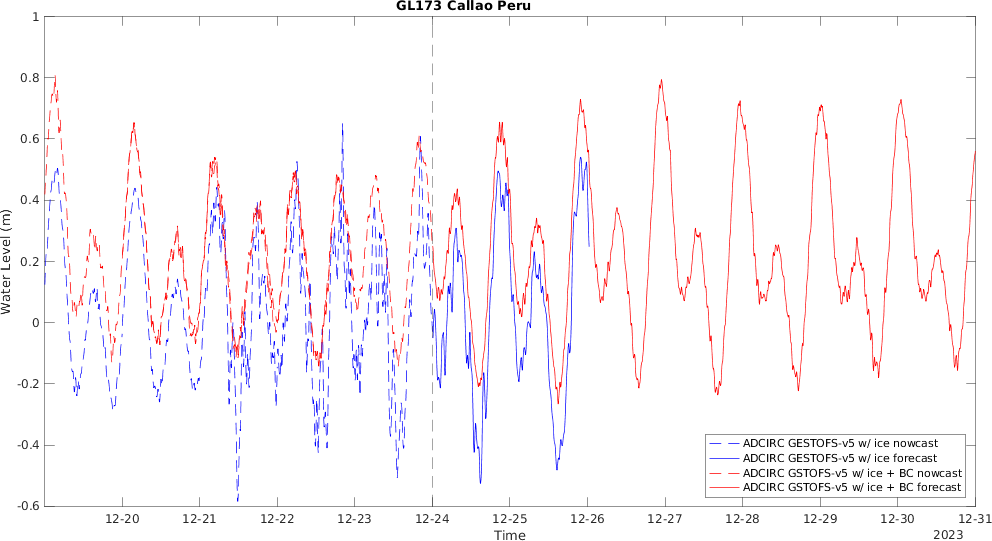 GL173 Callao Peru
1
0.8
0.6
0.4
0.2
0
-0.2
-0.4
-0.6
Water Level (m)
12-20 12-21 12-22 12-23 12-24 12-25 12-26 12-27 12-28 12-29 12-30 12-31
Time
2023
ADCIRC GESTOFS-v5 w/ ice nowcast
ADCIRC GESTOFS-v5 w/ ice forecast
ADCIRC GSTOFS-v5 w/ ice + BC nowcast
ADCIRC GSTOFS-v5 w/ ice + BC forecast